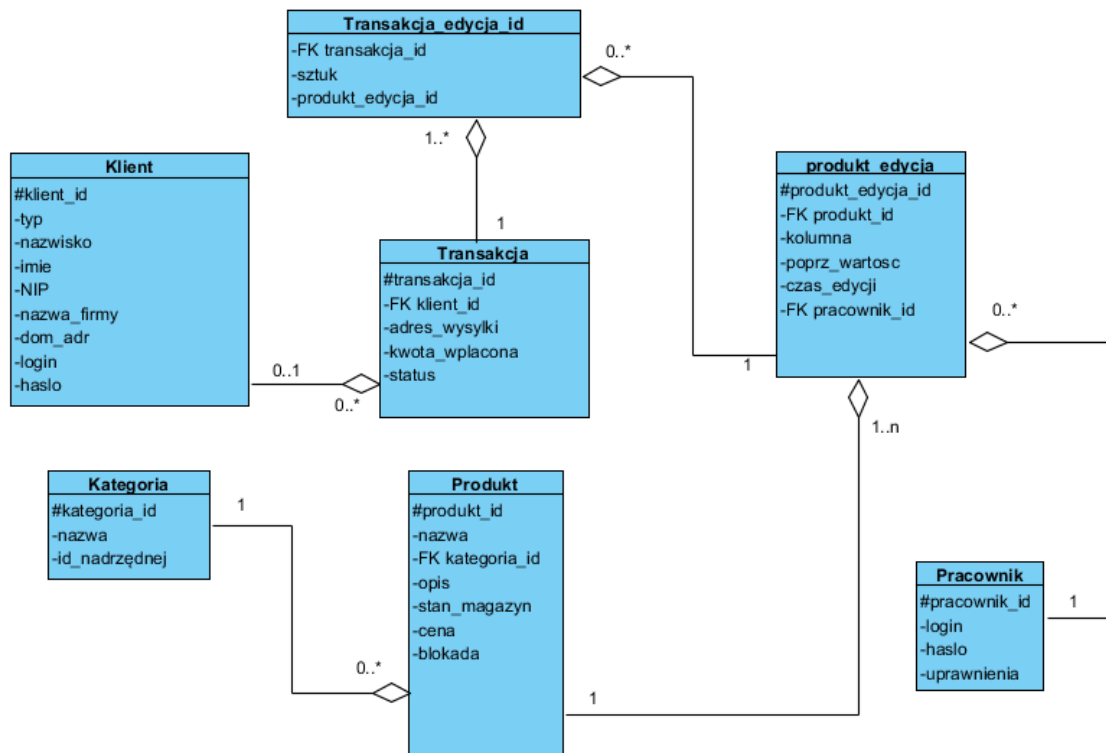 Transakcja_edycja_id
-FK transakcja_id
-sztuk
-produkt_edycja_id
0..*
1..*
Klient
#klient_id
-typ
-nazwisko
-imie
-NIP
-nazwa_firmy
-dom_adr
-login
-haslo
produkt_edycja
#produkt_edycja_id
-FK produkt_id
-kolumna
-poprz_wartosc
-czas_edycji
-FK pracownik_id
1
Transakcja
#transakcja_id
-FK klient_id
-adres_wysylki
-kwota_wplacona
-status
0..*
1
0..1
0..*
1..n
Kategoria
#kategoria_id
-nazwa
-id_nadrzędnej
1
Produkt
#produkt_id
-nazwa
-FK kategoria_id
-opis
-stan_magazyn
-cena
-blokada
0..*
1
Pracownik
#pracownik_id
-login
-haslo
-uprawnienia
1